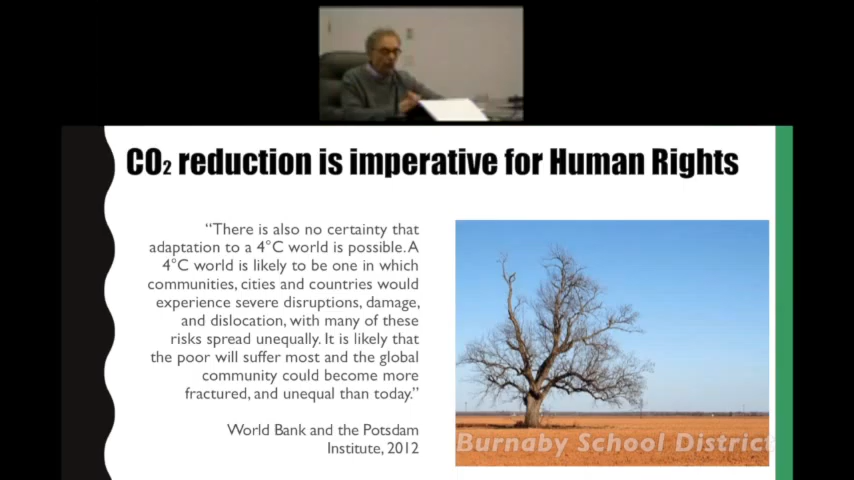 CO₂ reduction is imperative for Human Rights
“There is also no certainty that
adaptation to a 4°C world is possible. A
4°C world is likely to be one in which
communities, cities and countries would
experience severe disruptions, damage,
and dislocation, with many of these
risks spread unequally. It is likely that
the poor will suffer most and the global
community could become more
fractured, and unequal than today.”
World Bank and the Potsdam
Institute, 2012
Burnaby School District